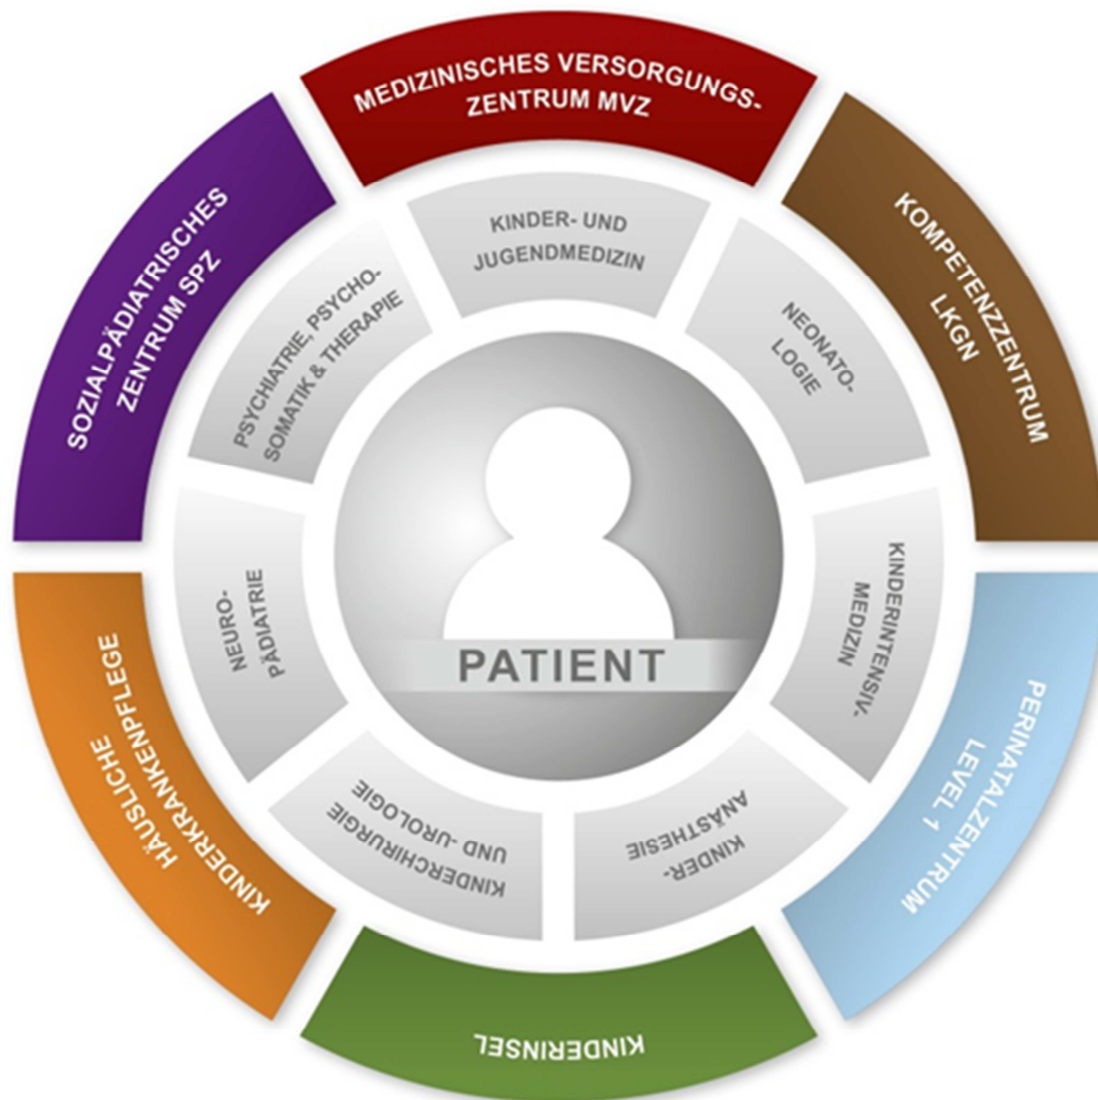 MEDIZINISCHES VERSORGUNGS-
ZENTRUM MVZ
KOMPETENZZENTRUM
LKGN
PERINATALZENTRUM
LEVEL 1
KINDERINSEL
HÄUSLICHE
KINDERKRANKENPFLEGE
SOZIALPÄDIATRISCHES
ZENTRUM SPZ
KINDER- UND
JUGENDMEDIZIN
NEONATO-
LOGIE
KINDERINTENSIV-
MEDIZIN
KINDER-
ANÄSTHESIE
KINDERCHIRURGIE
UND -UROLOGIE
NEURO-
PÄDIATRIE
PSYCHIATRIE, PSYCHO-
SOMATIK & THERAPIE
PATIENT